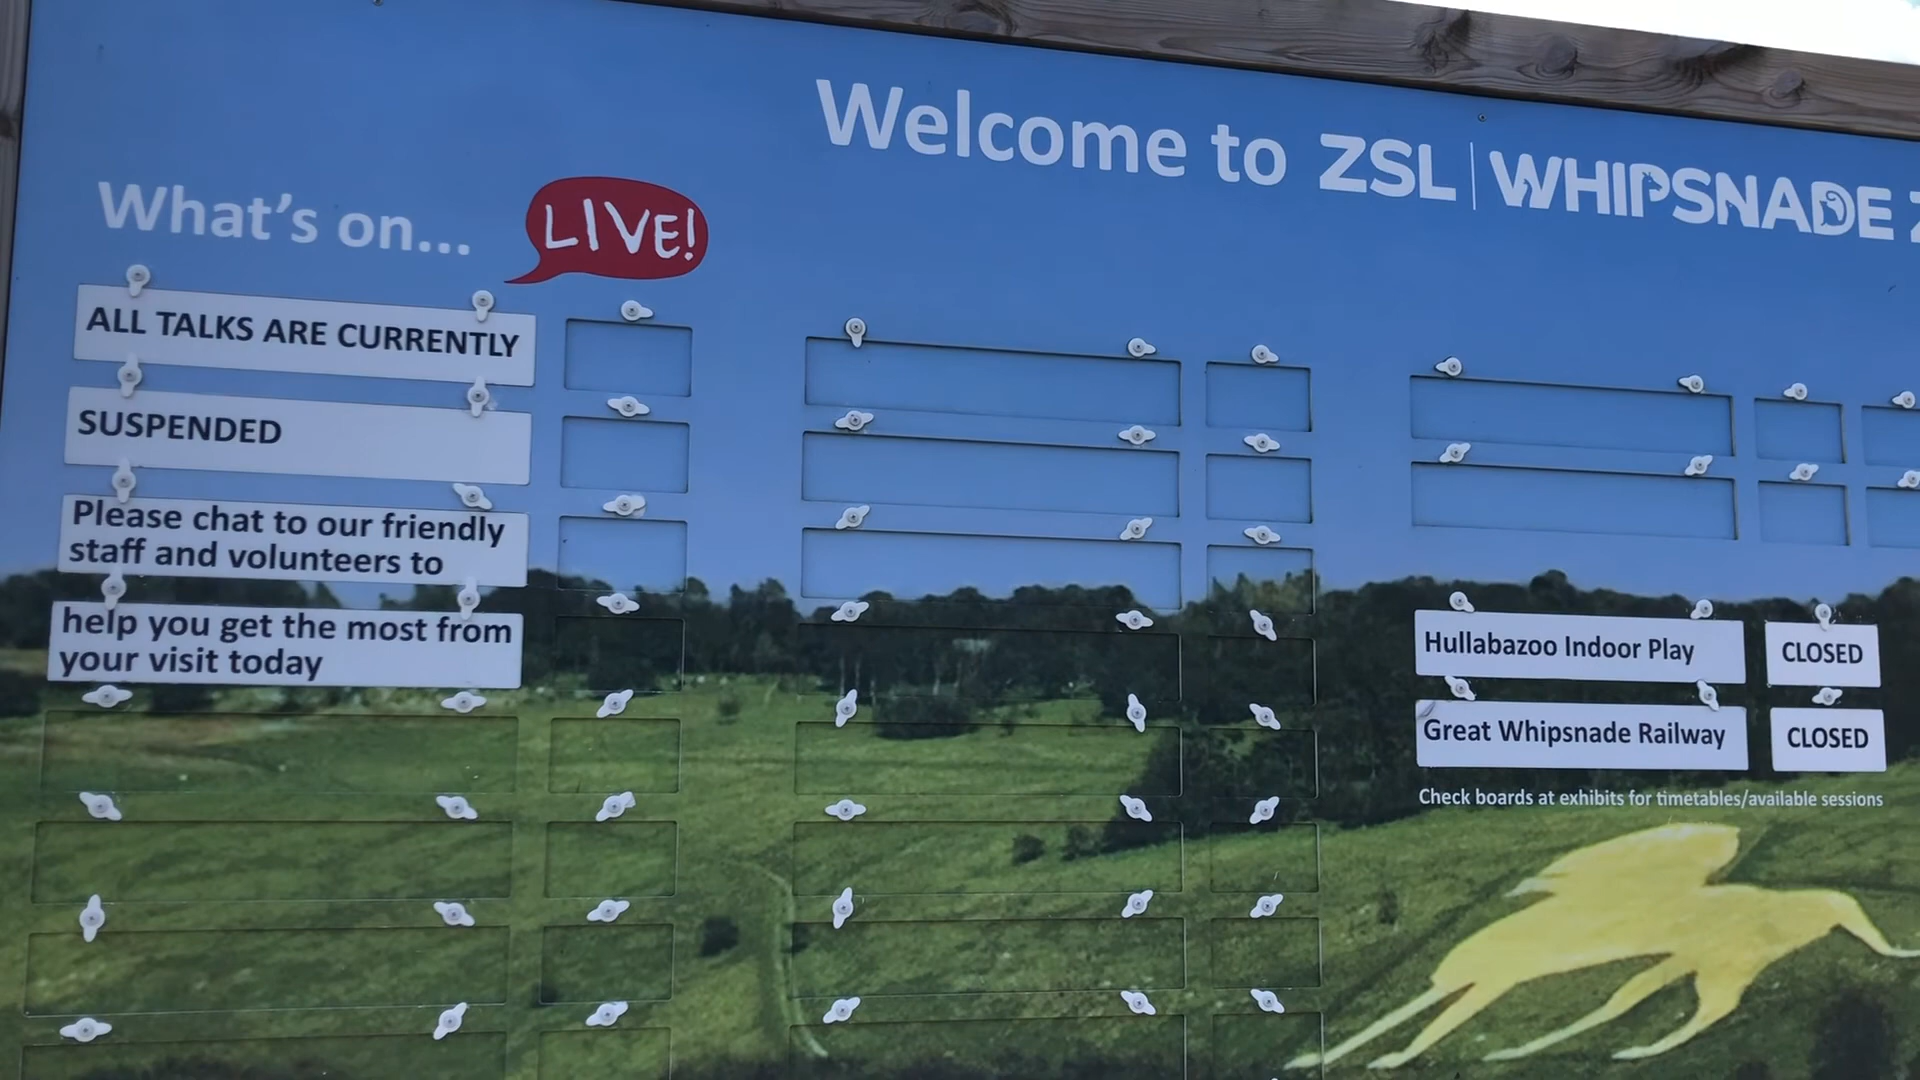 Welcome to ZSL WHIPSNADE
What's on...
LIVE!
ALL TALKS ARE CURRENTLY
SUSPENDED
Please chat to our friendly
staff and volunteers to
help you get the most from
your visit today
Hullabazoo Indoor Play CLOSED
Great Whipsnade Railway CLOSED
Check boards at exhibits for timetables/available sessions